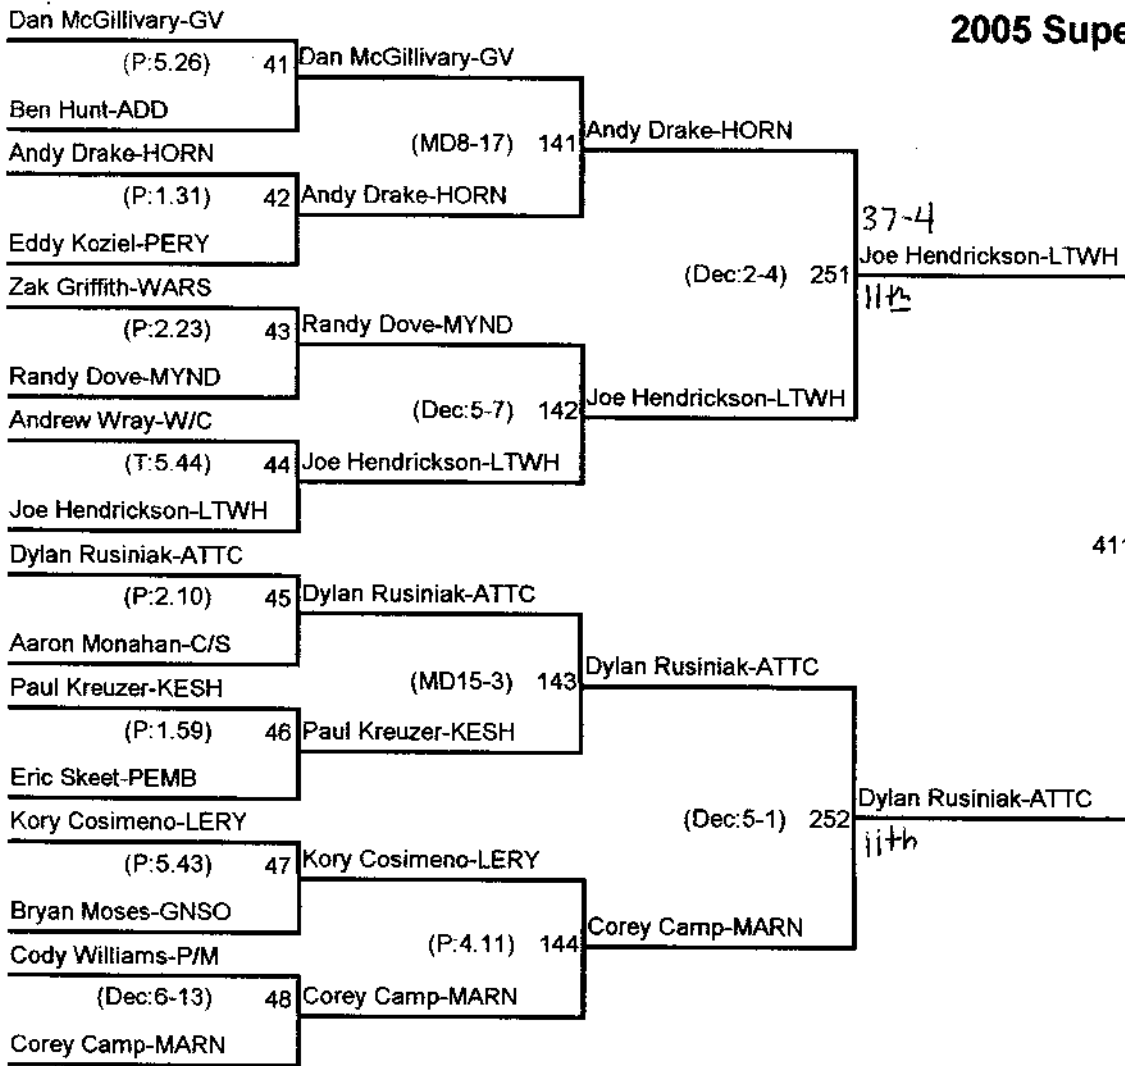 2005 Supe
Dan McGillivary-GV
(P:5.26) 41 Dan McGillivary-GV
Ben Hunt-ADD
(MD8-17) 141 Andy Drake-HORN
Andy Drake-HORN
(P:1.31) 42 Andy Drake-HORN
Eddy Koziel-PERY
37-4
(Dec:2-4) 251 Joe Hendrickson-LTWH
11th
Zak Griffith-WARS
(P:2.23) 43 Randy Dove-MYND
Randy Dove-MYND
(Dec:5-7) 142 Joe Hendrickson-LTWH
Andrew Wray-W/C
(T:5.44) 44 Joe Hendrickson-LTWH
Joe Hendrickson-LTWH
411
Dylan Rusiniak-ATTC
(P:2.10) 45 Dylan Rusiniak-ATTC
Aaron Monahan-C/S
(MD15-3) 143 Dylan Rusiniak-ATTC
Paul Kreuzer-KESH
(P:1.59) 46 Paul Kreuzer-KESH
Eric Skeet-PEMB
(Dec:5-1) 252 Dylan Rusiniak-ATTC
11th
Kory Cosimeno-LERY
(P:5.43) 47 Kory Cosimeno-LERY
Bryan Moses-GNSO
(P:4.11) 144 Corey Camp-MARN
Cody Williams-P/M
(Dec:6-13) 48 Corey Camp-MARN
Corey Camp-MARN